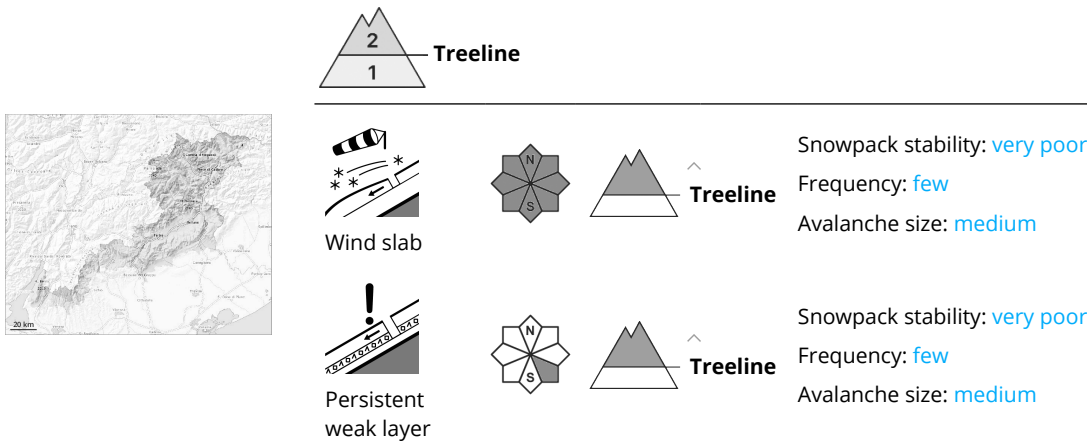 2
Treeline
1
20 km
N
S
Treeline
Snowpack stability: very poor
Frequency: few
Avalanche size: medium
Wind slab
N
S
Treeline
Snowpack stability: very poor
Frequency: few
Avalanche size: medium
Persistent
weak layer